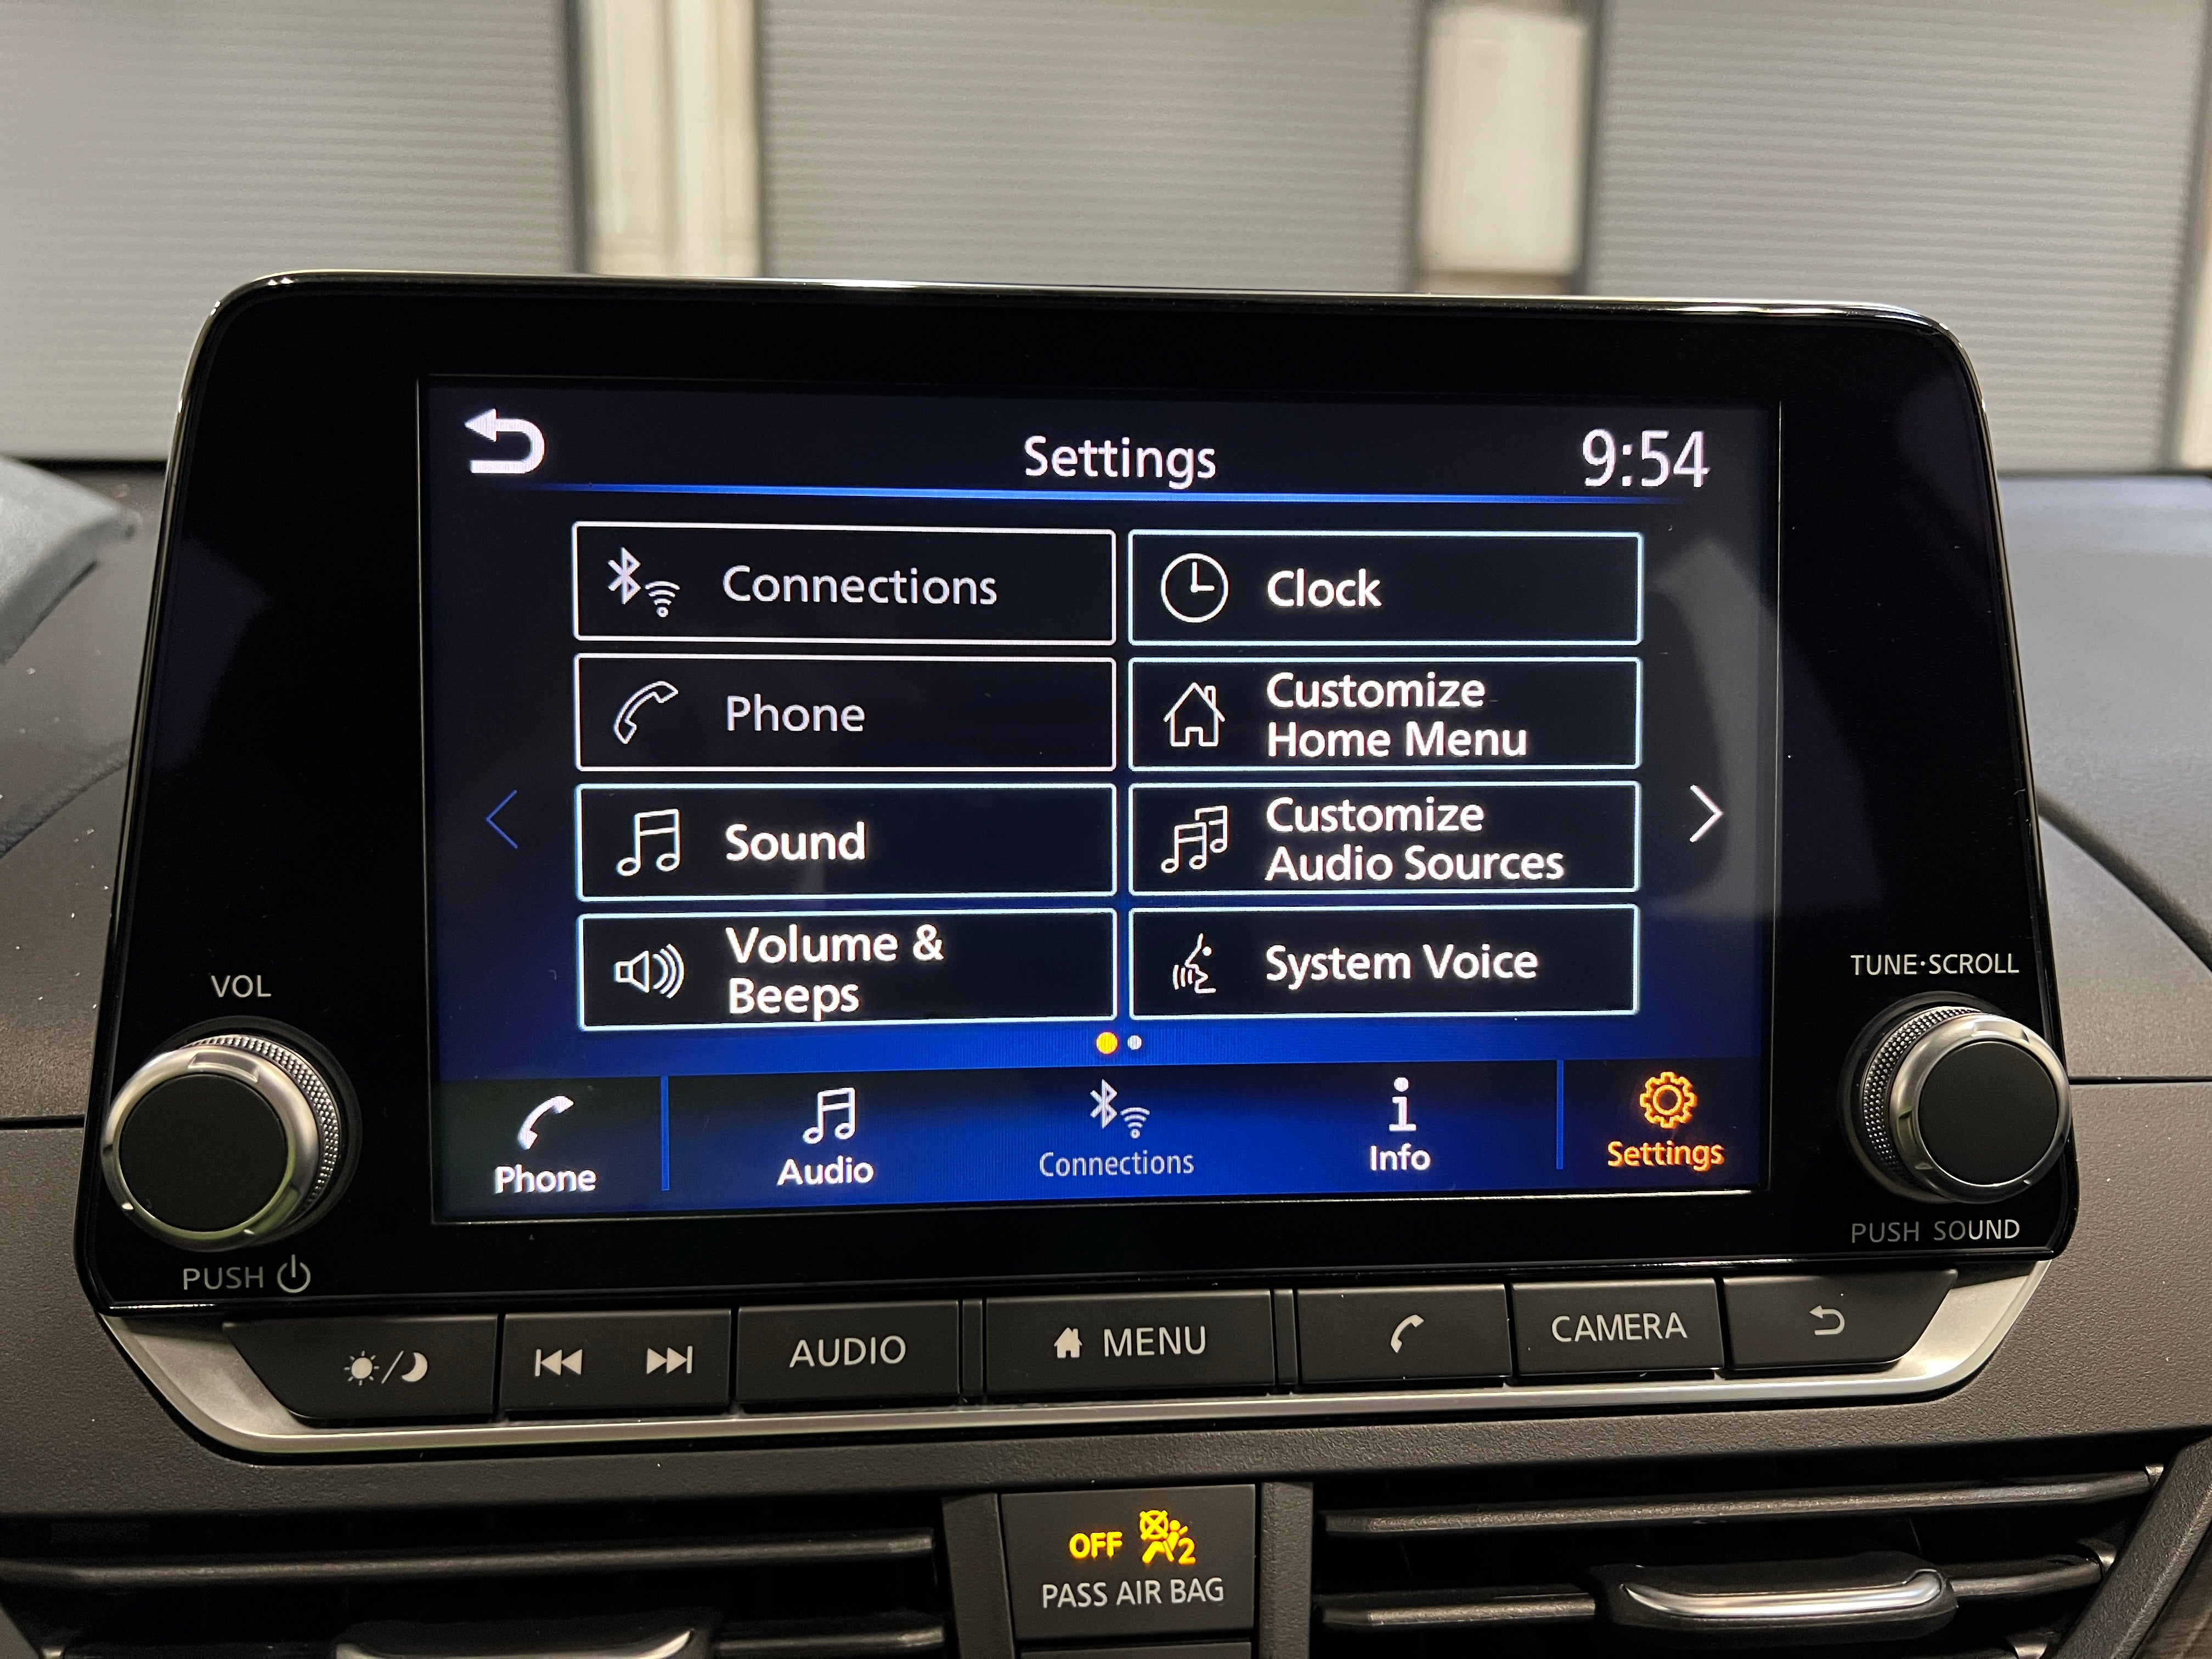 Settings
9:54
Connections
Clock
Phone
Customize
Home Menu
Sound
Customize
Audio Sources
Volume &
Beeps
System Voice
Phone
Audio
Connections
Info
Settings
VOL
PUSH
TUNE·SCROLL
PUSH SOUND
AUDIO
MENU
CAMERA
OFF 2
PASS AIR BAG